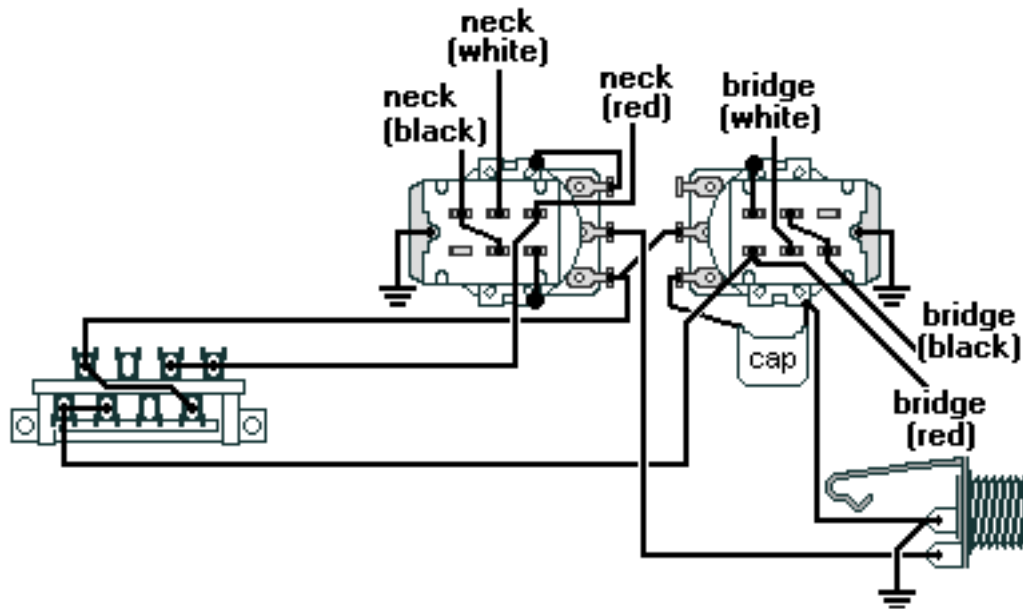 neck
(white)
neck
(black)
neck
(red)
bridge
(white)
bridge
(black)
cap
bridge
(red)